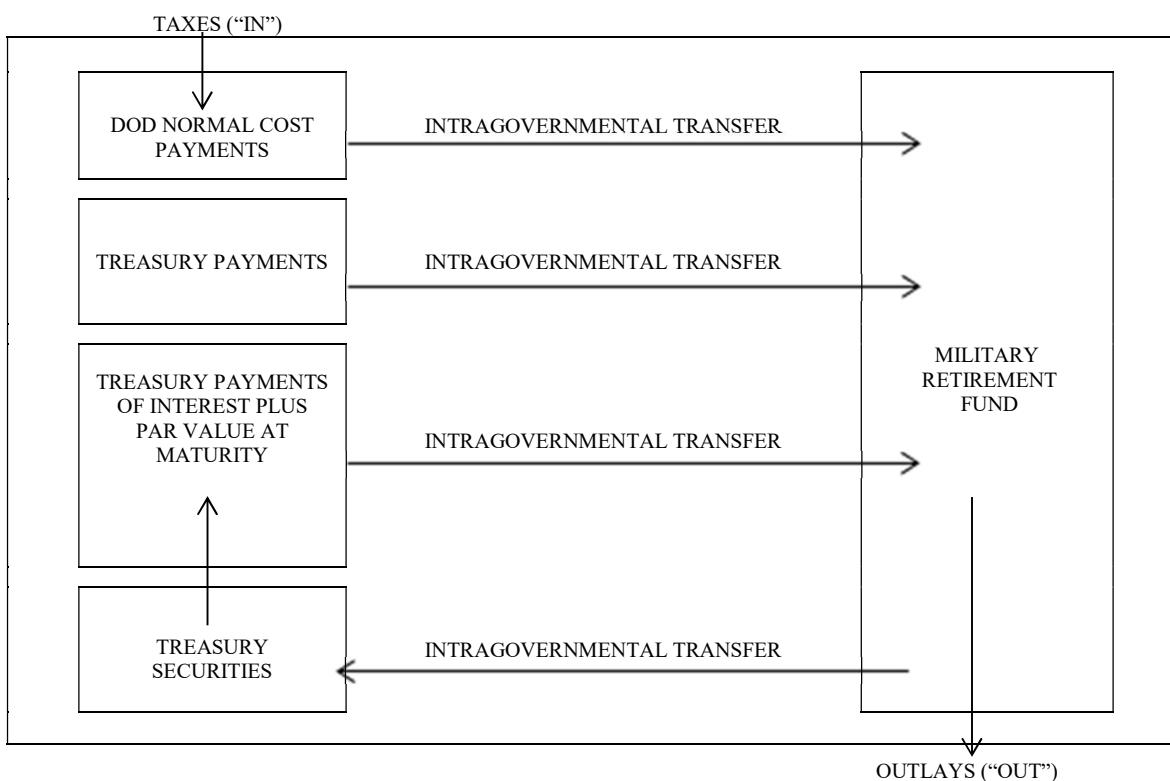 TAXES (“IN”)
DOD NORMAL COST
PAYMENTS
INTRAGOVERNMENTAL TRANSFER
TREASURY PAYMENTS
INTRAGOVERNMENTAL TRANSFER
TREASURY PAYMENTS
OF INTEREST PLUS
PAR VALUE AT
MATURITY
INTRAGOVERNMENTAL TRANSFER
MILITARY
RETIREMENT
FUND
TREASURY
SECURITIES
INTRAGOVERNMENTAL TRANSFER
OUTLAYS (“OUT”)